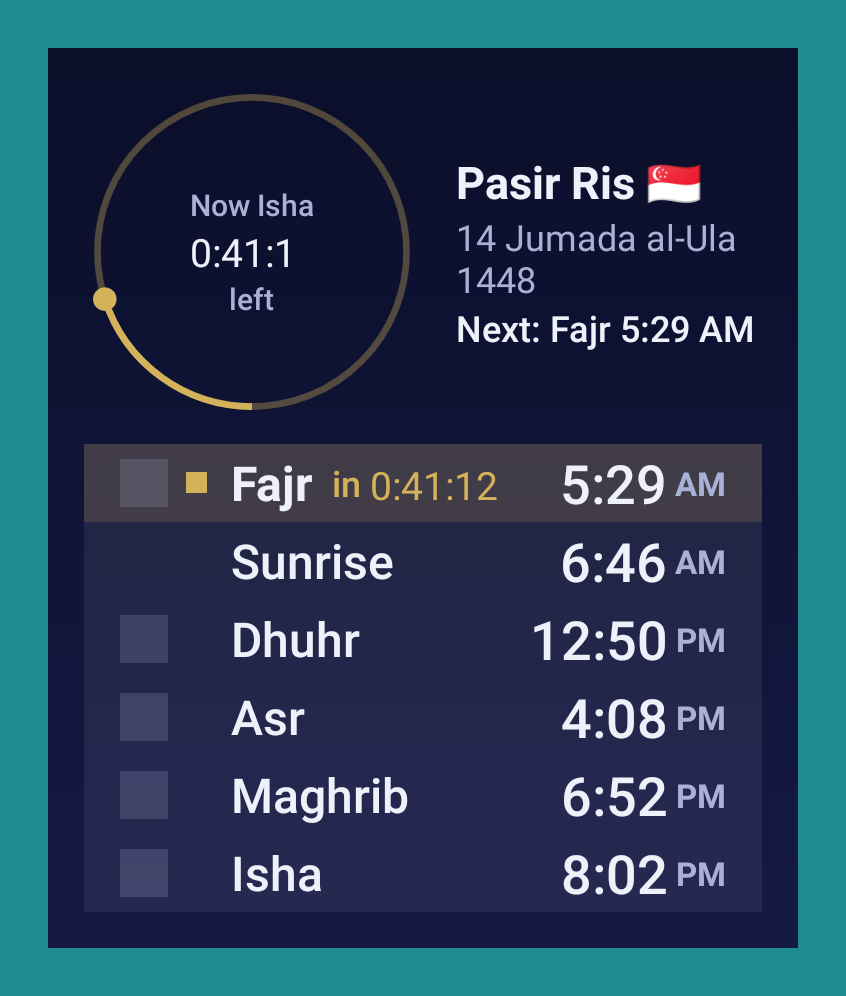 Now Isha
0:41:1
left
Pasir Ris 🇸🇬
14 Jumada al-Ula
1448
Next: Fajr 5:29 AM
Fajr in 0:41:12 5:29 AM
Sunrise 6:46 AM
Dhuhr 12:50 PM
Asr 4:08 PM
Maghrib 6:52 PM
Isha 8:02 PM